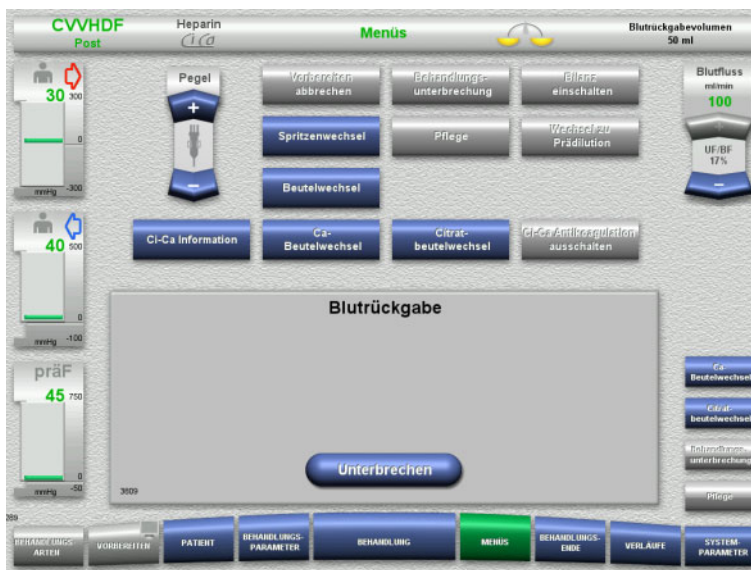 CVVHDF
Post
Heparin
Ci Ca
Menüs
Blutrückgabevolumen
50 ml
30
300
0
mmHg
-300
40
500
0
mmHg
-100
präF
45
750
0
mmHg
-50
Pegel
+
−
Vorbereiten
abbrechen
Behandlungs-
unterbrechung
Bilanz
einschalten
Spritzenwechsel
Pflege
Wechsel zu
Prädilution
Beutelwechsel
Ci-Ca Information
Ca-
Beutelwechsel
Citrat-
beutelwechsel
Ci-Ca Antikoagulation
ausschalten
Blutfluss
ml/min
100
UF/BF
17%
−
Blutrückgabe
Unterbrechen
3609
Ca-
Beutelwechsel
Citrat-
beutelwechsel
Behandlungs-
unterbrechung
Pflege
BEHANDLUNGS-
ARTEN
VORBEREITEN
PATIENT
BEHANDLUNGS-
PARAMETER
BEHANDLUNG
MENÜS
BEHANDLUNGS-
ENDE
VERLÄUFE
SYSTEM-
PARAMETER